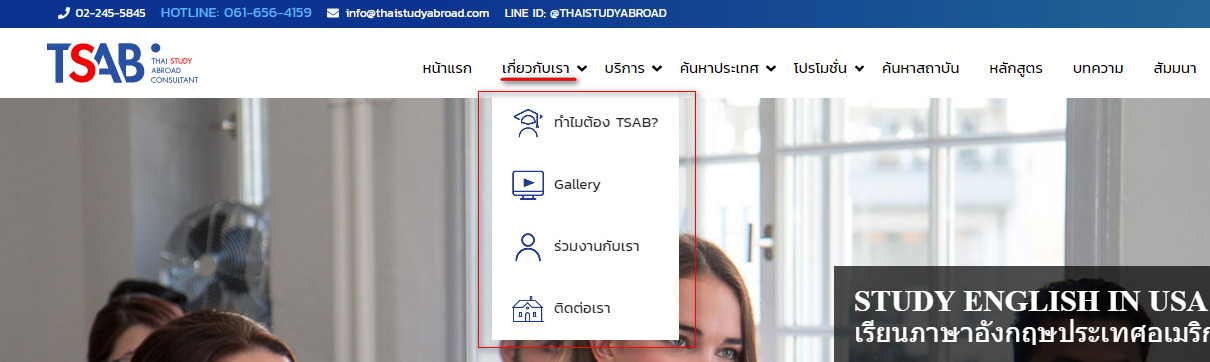 02-245-5845 HOTLINE: 061-656-4159 info@thaistudyabroad.com LINE ID: @THAISTUDYABROAD
TSAB THAI STUDY ABROAD CONSULTANT
หน้าแรก เกี่ยวกับเรา บริการ ค้นหาประเทศ โปรโมชั่น ค้นหาสถาบัน หลักสูตร บทความ สัมมนา
ทำไมต้อง TSAB?
Gallery
ร่วมงานกับเรา
ติดต่อเรา
STUDY ENGLISH IN USA
เรียนภาษาอังกฤษประเทศอเมริก